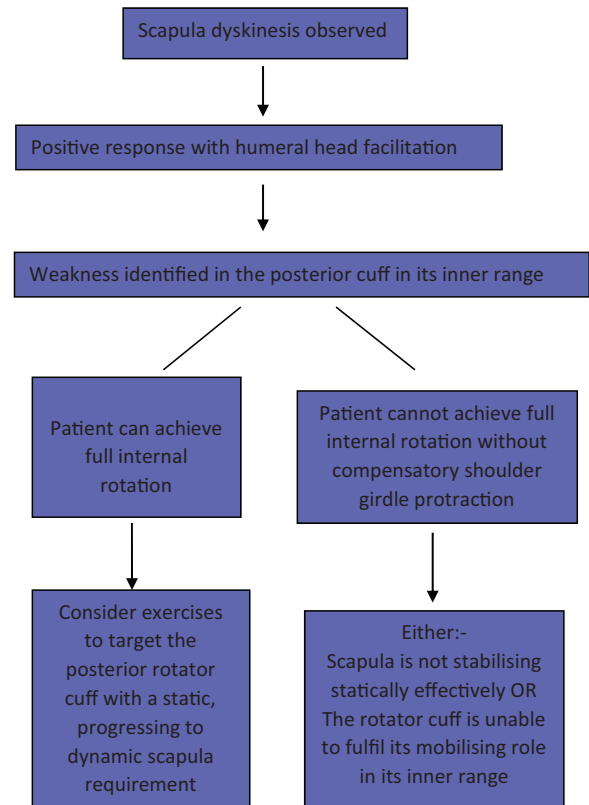 Scapula dyskinesis observed
Positive response with humeral head facilitation
Weakness identified in the posterior cuff in its inner range
Patient can achieve
full internal
rotation
Patient cannot achieve full
internal rotation without
compensatory shoulder
girdle protraction
Consider exercises
to target the
posterior rotator
cuff with a static,
progressing to
dynamic scapula
requirement
Either:-
Scapula is not stabilising
statically effectively OR
The rotator cuff is unable
to fulfil its mobilising role
in its inner range